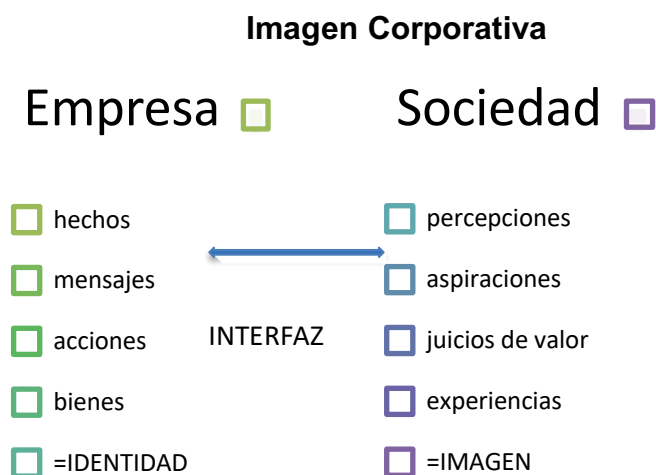 Imagen Corporativa
Empresa
Sociedad
hechos
mensajes
acciones
bienes
=IDENTIDAD
INTERFAZ
percepciones
aspiraciones
juicios de valor
experiencias
=IMAGEN